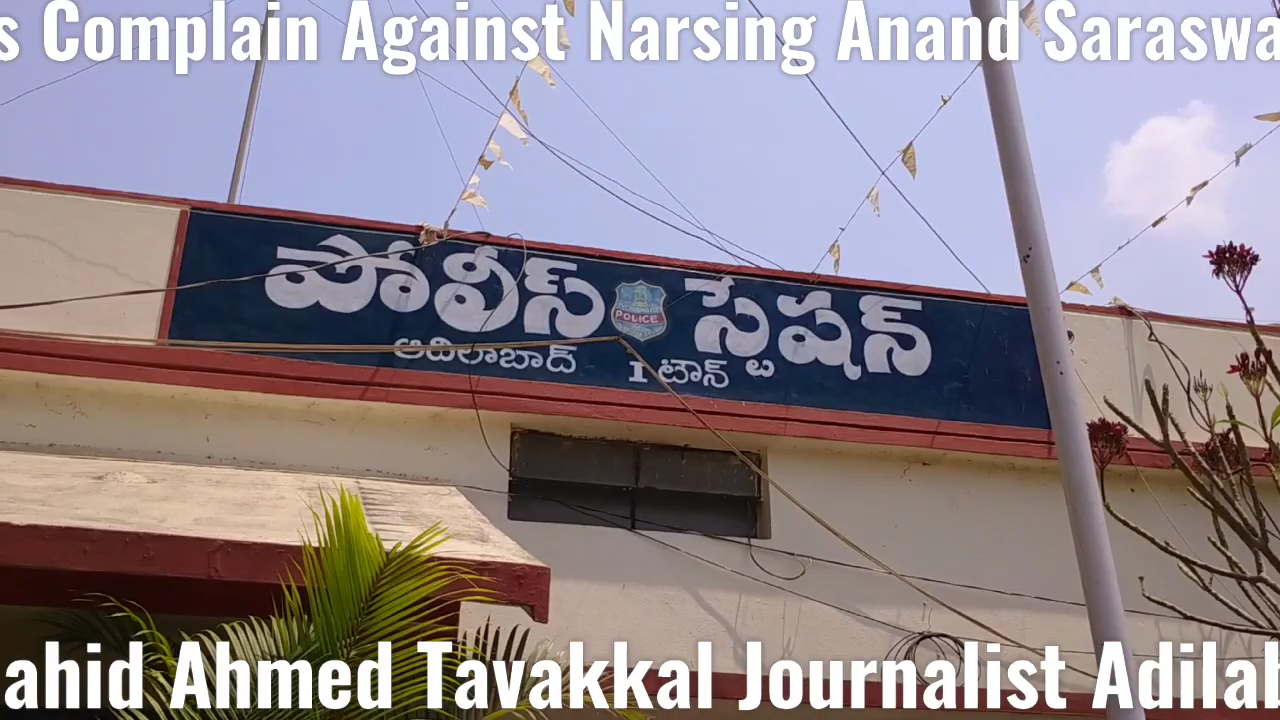 s Complain Against Narsing Anand Saraswa
పోలీస్ POLICE స్టేషన్
ఆదిలాబాద్ 1 టౌన్
ahid Ahmed Tavakkal Journalist Adilab